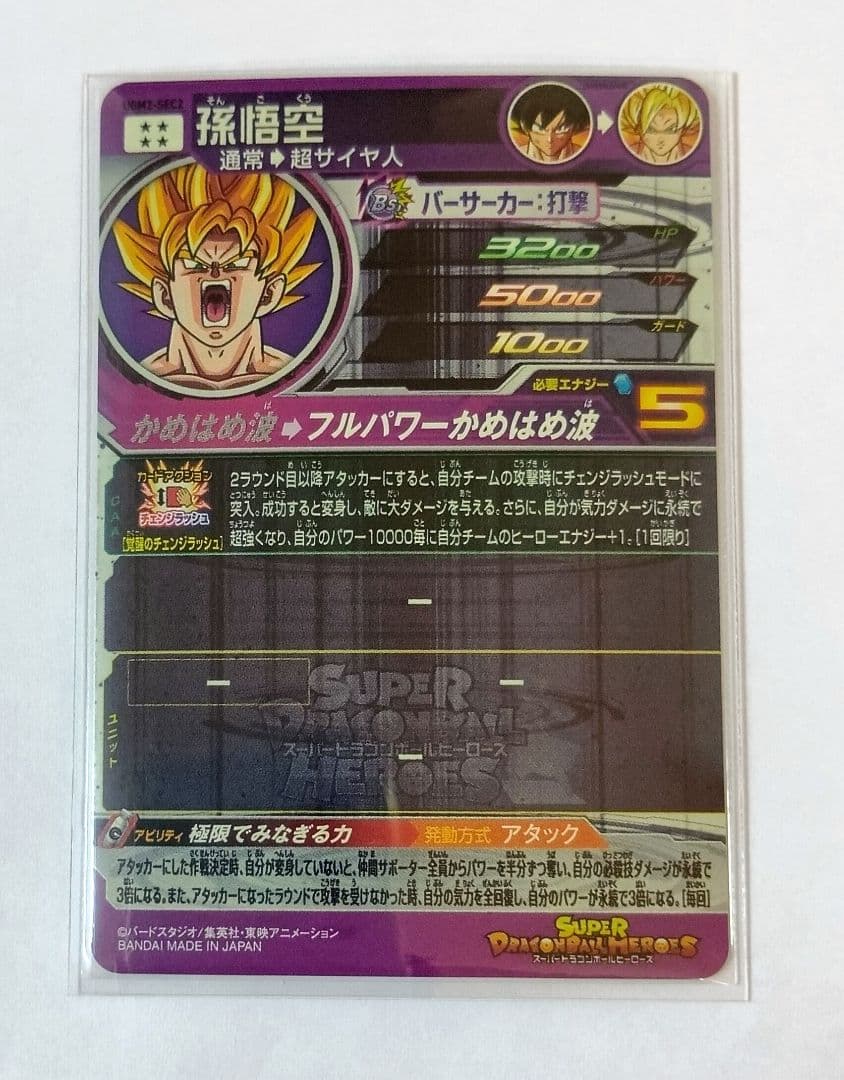 UGM2-SEC2
★★
★★
孫悟空
そん ご くう
通常➡超サイヤ人
Bs バーサーカー:打撃
HP
3200
パワー
5000
ガード
1000
必要エナジー 5
かめはめ波➡フルパワーかめはめ波
CAA
カードアクション
チェンジラッシュ
[覚醒のチェンジラッシュ]
2ラウンド目以降アタッカーにすると、自分チームの攻撃時にチェンジラッシュモードに
突入。成功すると変身し、敵に大ダメージを与える。さらに、自分が気力ダメージに永続で
超強くなり、自分のパワー10000毎に自分チームのヒーローエナジー+1。[1回限り]
ー
ユニット
ー ー
ー
SUPER
DRAGONBALL
スーパードラゴンボールヒーローズ
HEROES
アビリティ 極限でみなぎる力 発動方式 アタック
アタッカーにした作戦決定時、自分が変身していないと、仲間サポーター全員からパワーを半分ずつ奪い、自分の必殺技ダメージが永続で
3倍になる。また、アタッカーになったラウンドで攻撃を受けなかった時、自分の気力を全回復し、自分のパワーが永続で3倍になる。[毎回]
©バードスタジオ/集英社・東映アニメーション
BANDAI MADE IN JAPAN
SUPER
DRAGONBALL HEROES
スーパードラゴンボールヒーローズ